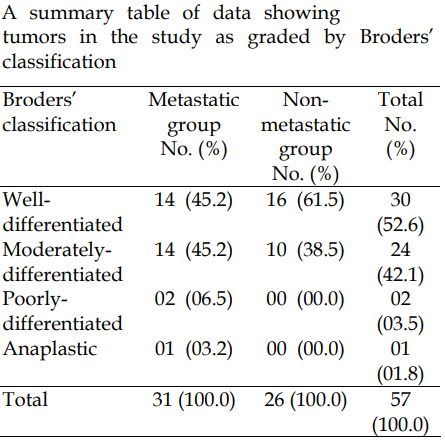 A summary table of data showing
tumors in the study as graded by Broders'
classification
Broders' Metastatic Non- Total
classification group metastatic No.
No. (%) group (%)
No. (%)
Well- 14 (45.2) 16 (61.5) 30
differentiated (52.6)
Moderately- 14 (45.2) 10 (38.5) 24
differentiated (42.1)
Poorly- 02 (06.5) 00 (00.0) 02
differentiated (03.5)
Anaplastic 01 (03.2) 00 (00.0) 01
(01.8)
Total 31 (100.0) 26 (100.0) 57
(100.0)